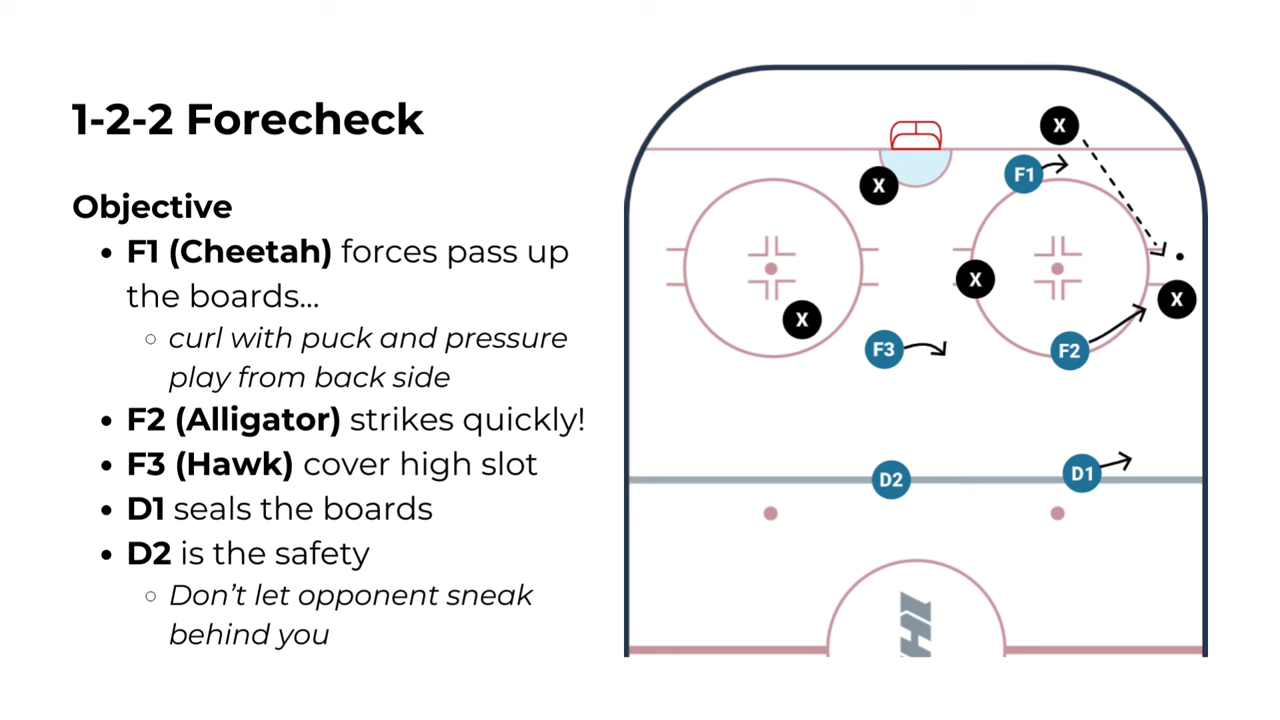 1-2-2 Forecheck
Objective
• F1 (Cheetah) forces pass up
the boards...
◦ curl with puck and pressure
play from back side
• F2 (Alligator) strikes quickly!
• F3 (Hawk) cover high slot
• D1 seals the boards
• D2 is the safety
◦ Don’t let opponent sneak
behind you
X
F1
X
X
X
X
F3
F2
D2
D1
HI